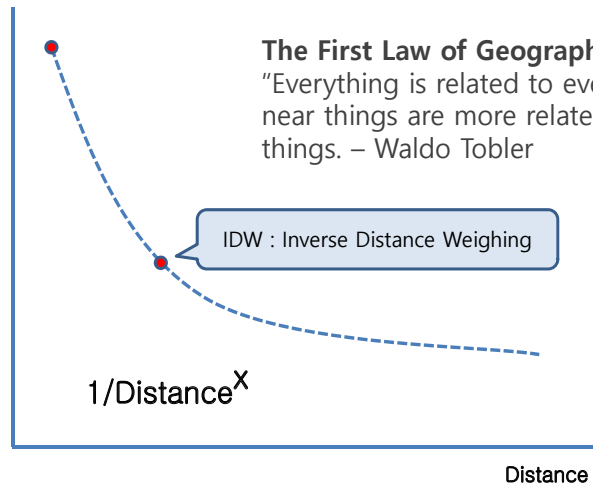 The First Law of Geograph
"Everything is related to eve
near things are more relate
things. – Waldo Tobler
IDW : Inverse Distance Weighing
1/Distance^X
Distance